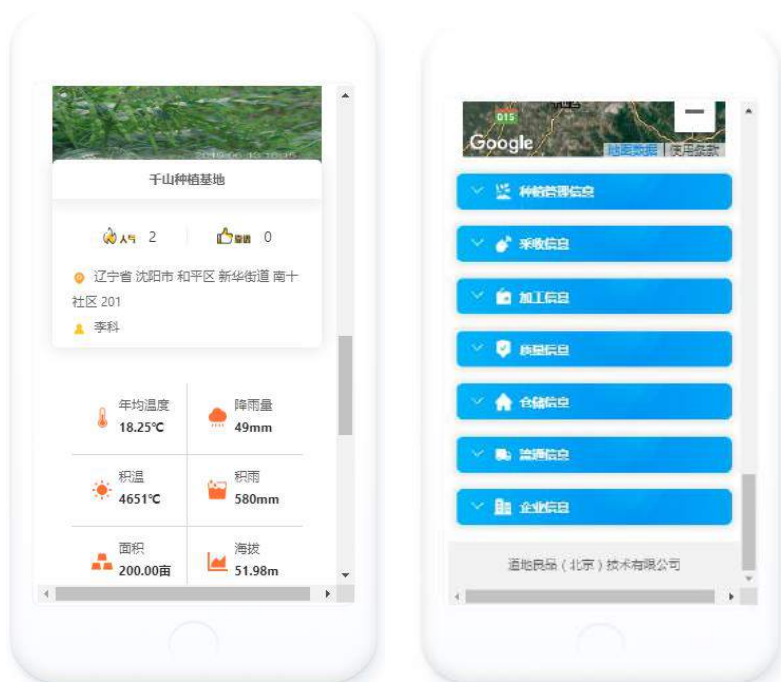 千山种植基地
人气 2
0
辽宁省 沈阳市 和平区 新华街道 南十
社区 201
李科
年均温度
18.25℃
降雨量
49mm
积温
4651℃
积雨
580mm
面积
200.00亩
海拔
51.98m
G15
Google
地图数据 使用条款
种植管理信息
采收信息
加工信息
质量信息
仓储信息
流通信息
企业信息
道地良品（北京）技术有限公司